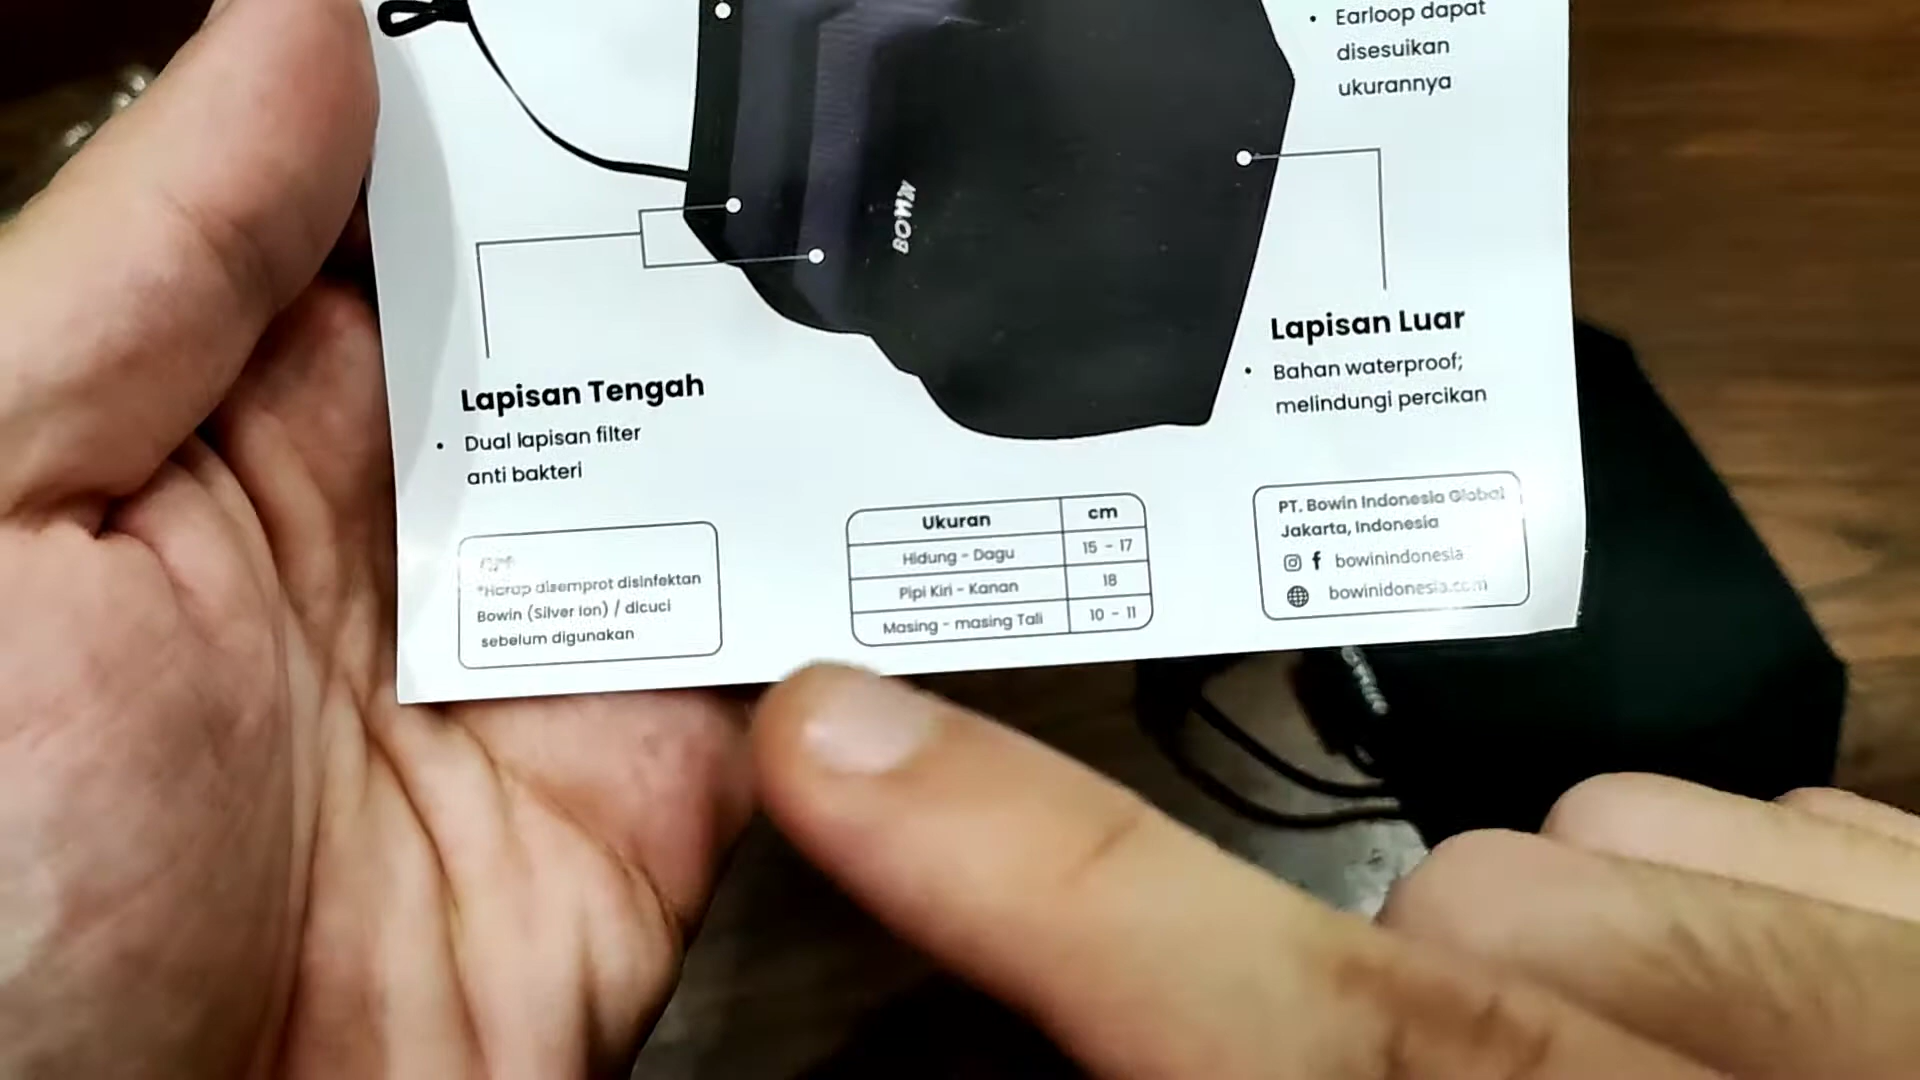 Earloop dapat
disesuikan
ukurannya
BOWIN
Lapisan Luar
Bahan waterproof;
melindungi percikan
Lapisan Tengah
Dual lapisan filter
anti bakteri
*Harap disemprot disinfektan
Bowin (Silver Ion) / dicuci
sebelum digunakan
Ukuran cm
Hidung - Dagu 15 - 17
Pipi Kiri - Kanan 18
Masing - masing Tali 10 - 11
PT. Bowin Indonesia Global
Jakarta, Indonesia
bowinindonesia
bowinidonesia.com